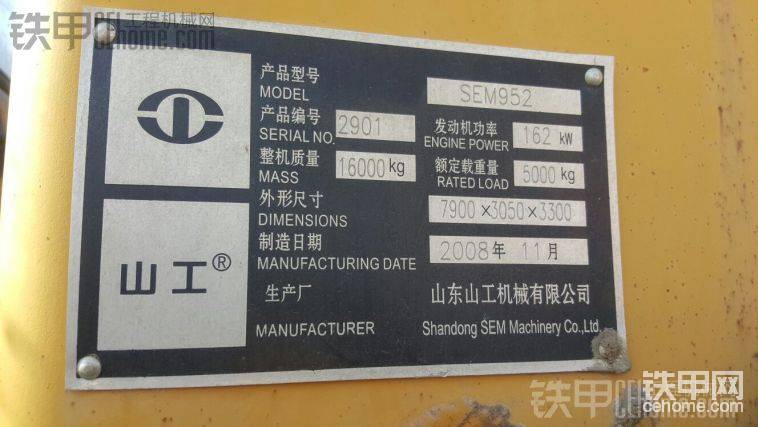 铁甲 工程机械网
cehome.com
产品型号
MODEL
SEM952
产品编号
SERIAL NO.
2901
发动机功率
ENGINE POWER
162 kW
整机质量
MASS
16000kg
额定载重量
RATED LOAD
5000 kg
外形尺寸
DIMENSIONS
7900×3050×3300
制造日期
MANUFACTURING DATE
2008年 11月
山工®
生产厂
MANUFACTURER
山东山工机械有限公司
Shandong SEM Machinery Co.,Ltd.
铁甲网
cehome.com